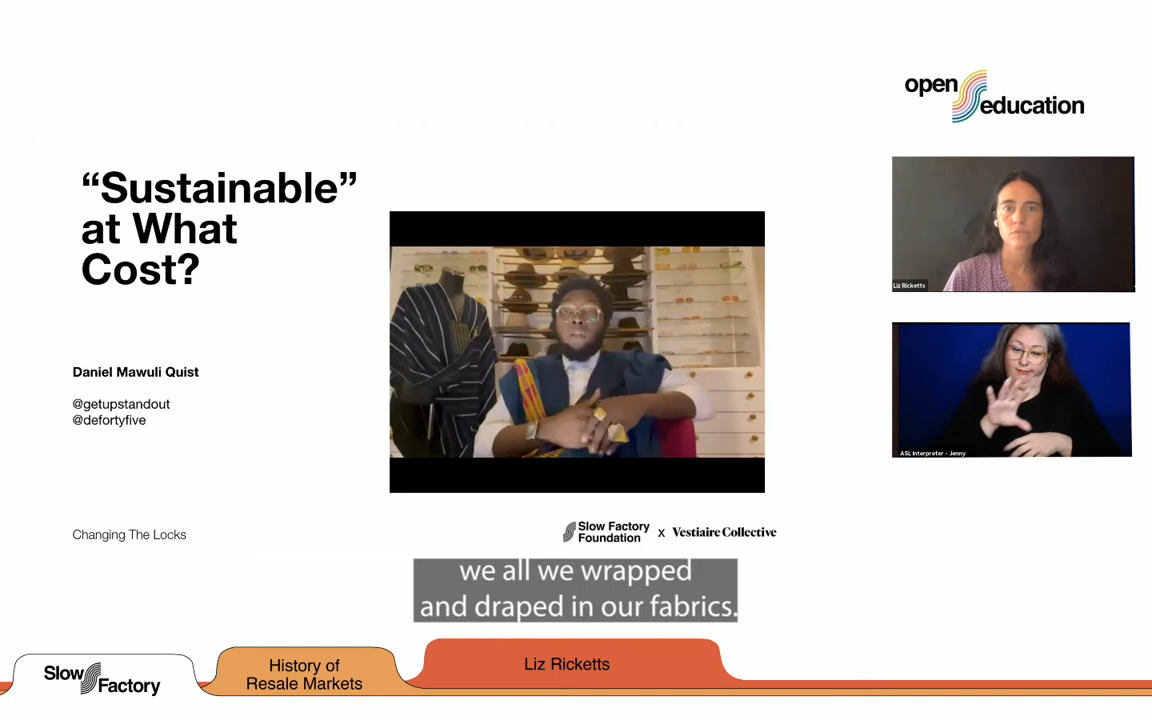 open
education
“Sustainable”
at What
Cost?
Liz Ricketts
Daniel Mawuli Quist
@getupstandout
@defortyfive
ASL Interpreter - Jenny
Changing The Locks
Slow Factory
Foundation
x
Vestiaire Collective
we all we wrapped
and draped in our fabrics.
Slow
Factory
History of
Resale Markets
Liz Ricketts